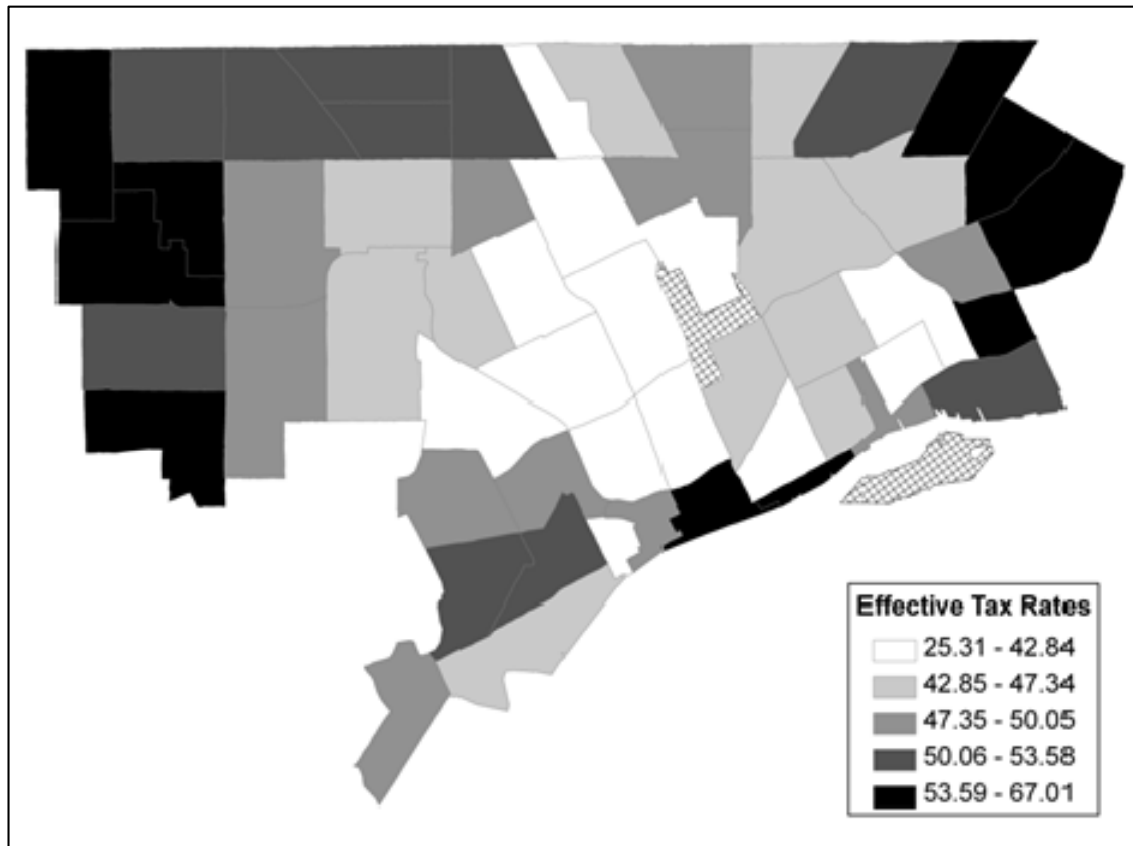 Effective Tax Rates
25.31 - 42.84
42.85 - 47.34
47.35 - 50.05
50.06 - 53.58
53.59 - 67.01